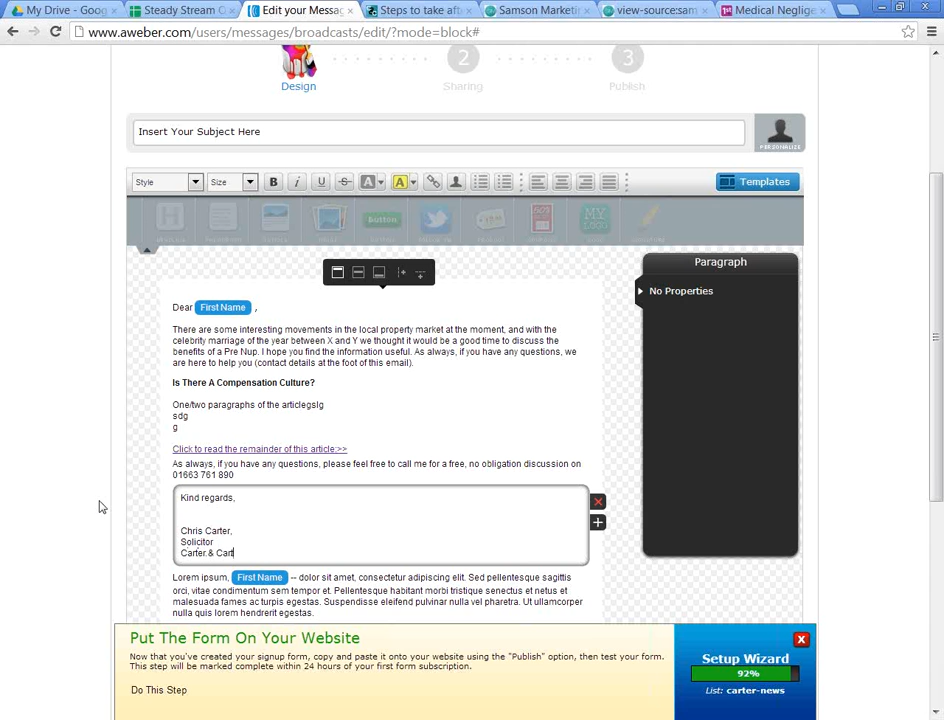 My Drive - Goog
Steady Stream C
Edit your Messag
Steps to take aft
Samson Marketi
view-source:sam
Medical Neglige
www.aweber.com/users/messages/broadcasts/edit/?mode=block#
2
3
Design
Sharing
Publish
Insert Your Subject Here
PERSONALIZE
Style
Size
B
i
U
S
A
A
Templates
H
button
MY LOGO
Paragraph
No Properties
Dear First Name ,
There are some interesting movements in the local property market at the moment, and with the
celebrity marriage of the year between X and Y we thought it would be a good time to discuss the
benefits of a Pre Nup. I hope you find the information useful. As always, if you have any questions, we
are here to help you (contact details at the foot of this email).
Is There A Compensation Culture?
One/two paragraphs of the articlegslg
sdg
g
Click to read the remainder of this article:>>
As always, if you have any questions, please feel free to call me for a free, no obligation discussion on
01663 761 890
Kind regards,
Chris Carter,
Solicitor
Carter.& Cart
Lorem ipsum, First Name -- dolor sit amet, consectetur adipiscing elit. Sed pellentesque sagittis
orci, vitae condimentum sem tempor et. Pellentesque habitant morbi tristique senectus et netus et
malesuada fames ac turpis egestas. Suspendisse eleifend pulvinar nulla vel pharetra. Ut ullamcorper
nulla quis lorem hendrerit egestas.
Put The Form On Your Website
Now that you've created your signup form, copy and paste it onto your website using the "Publish" option, then test your form.
This step will be marked complete within 24 hours of your first form subscription.
Do This Step
Setup Wizard
92%
List: carter-news